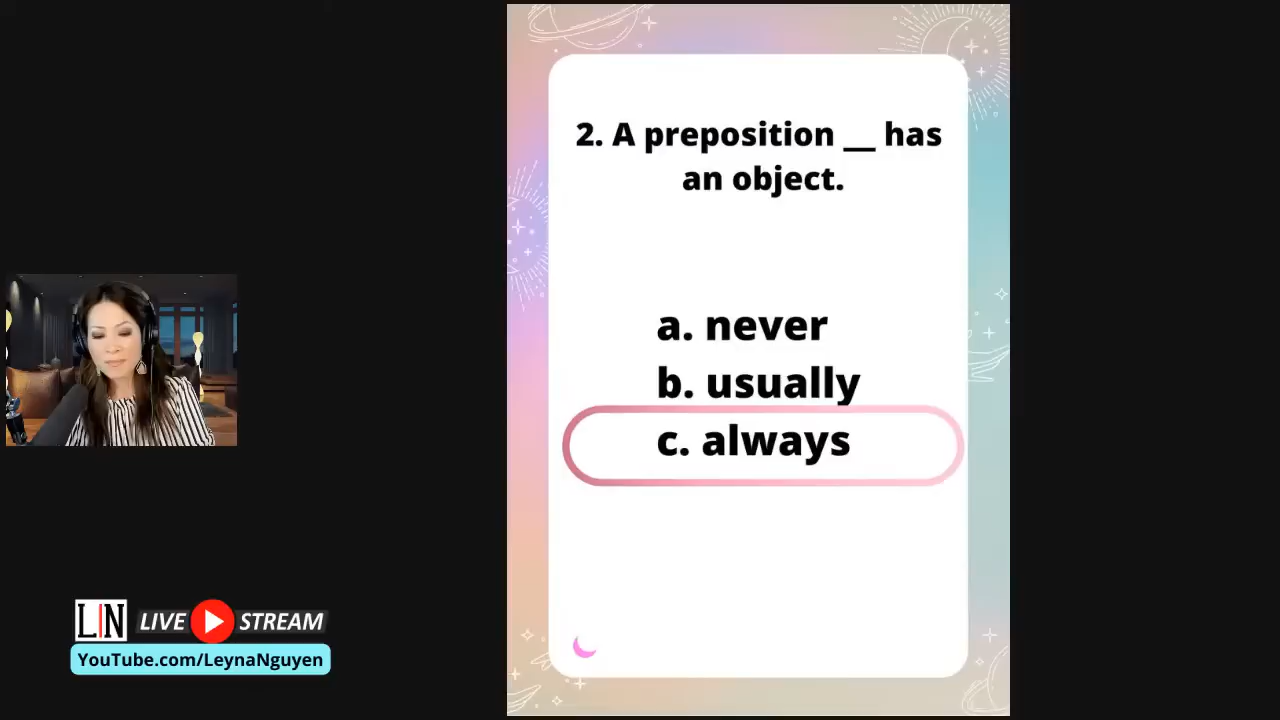 2. A preposition __ has
an object.
a. never
b. usually
c. always
LIN LIVE STREAM
YouTube.com/LeynaNguyen